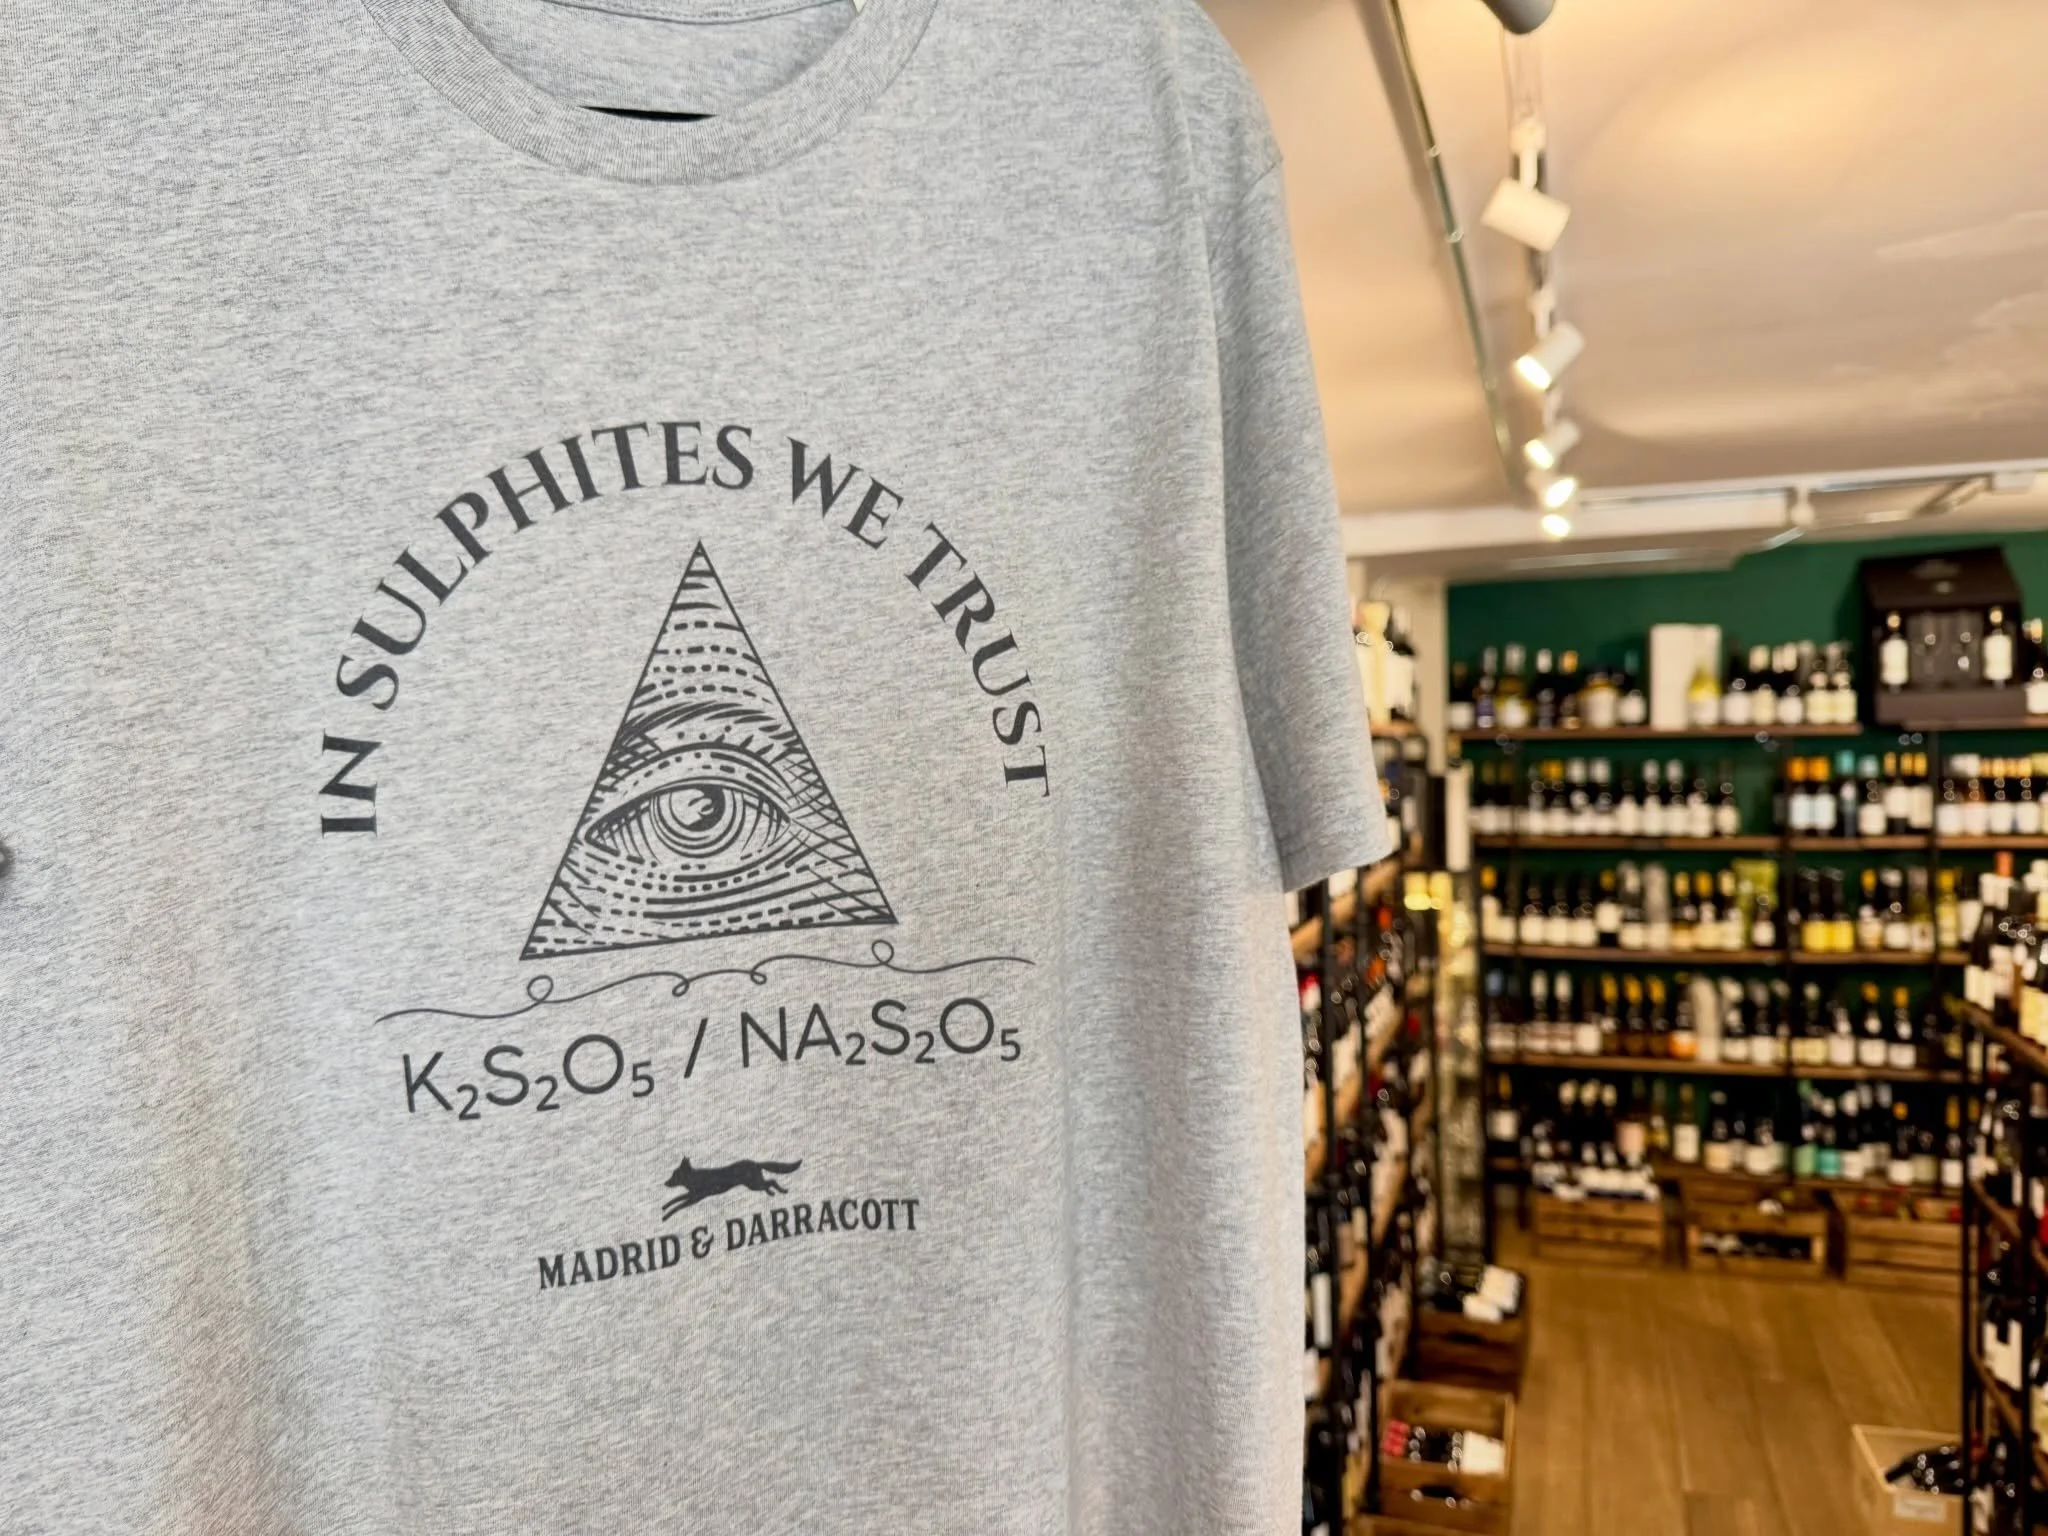 IN SULPHITES WE TRUST
K₂S₂O₅ / NA₂S₂O₅
MADRID & DARRACOTT